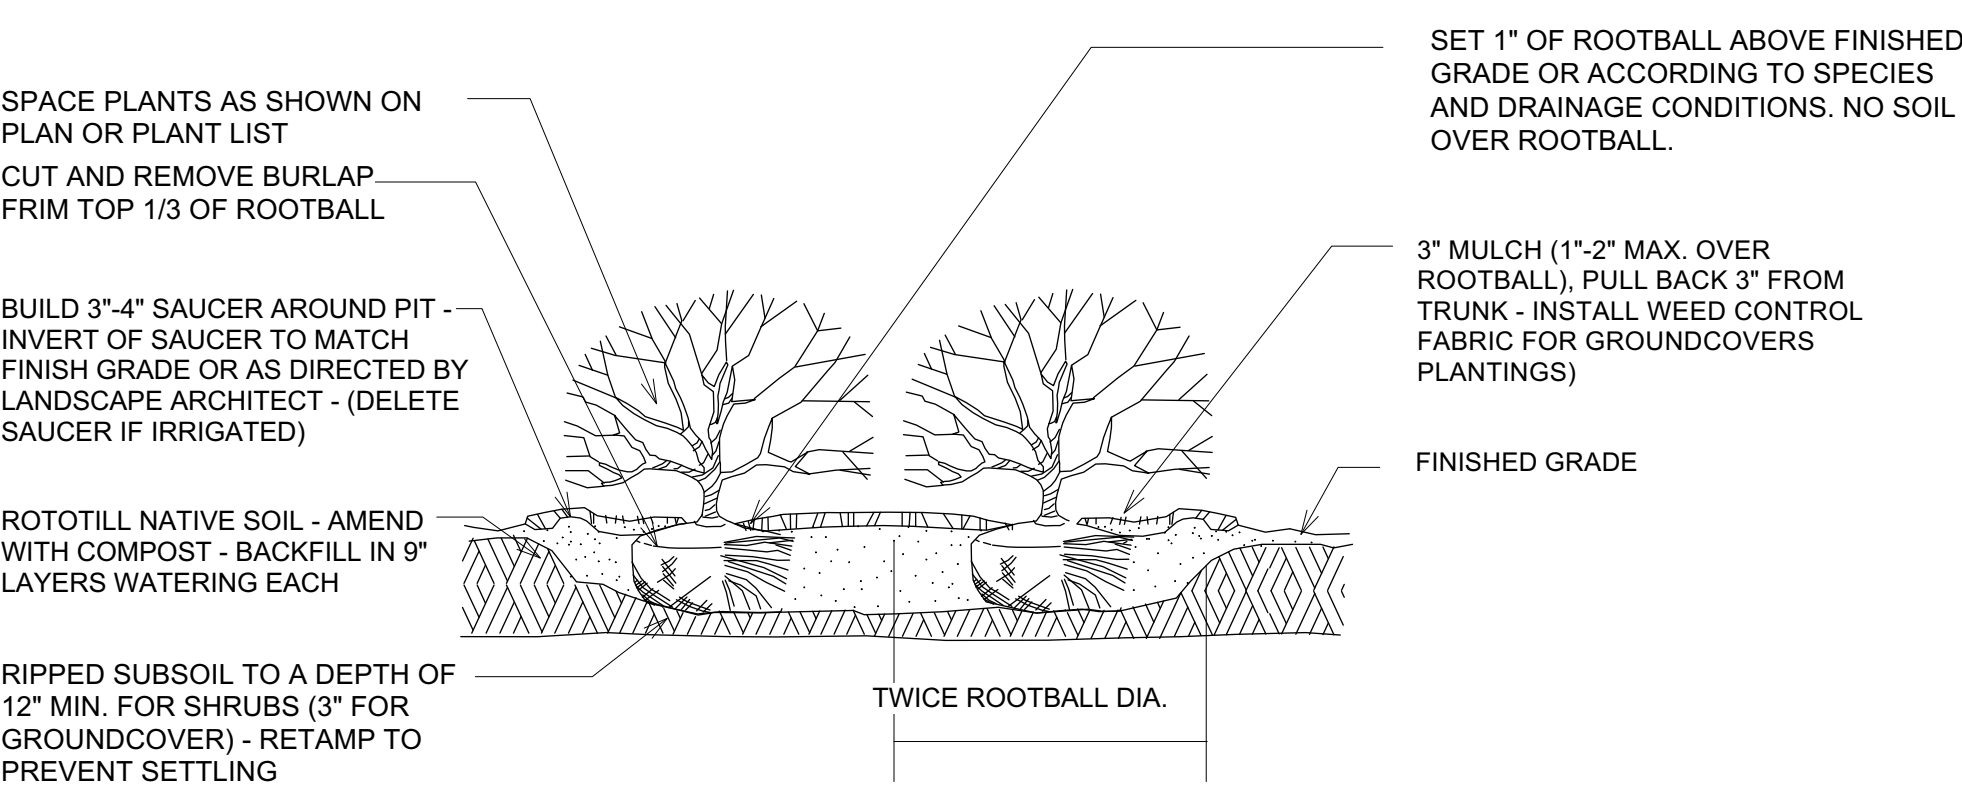 SPACE PLANTS AS SHOWN ON
PLAN OR PLANT LIST
CUT AND REMOVE BURLAP
FRIM TOP 1/3 OF ROOTBALL
BUILD 3"-4" SAUCER AROUND PIT -
INVERT OF SAUCER TO MATCH
FINISH GRADE OR AS DIRECTED BY
LANDSCAPE ARCHITECT - (DELETE
SAUCER IF IRRIGATED)
ROTOTILL NATIVE SOIL - AMEND
WITH COMPOST - BACKFILL IN 9"
LAYERS WATERING EACH
RIPPED SUBSOIL TO A DEPTH OF
12" MIN. FOR SHRUBS (3" FOR
GROUNDCOVER) - RETAMP TO
PREVENT SETTLING
TWICE ROOTBALL DIA.
SET 1" OF ROOTBALL ABOVE FINISHED
GRADE OR ACCORDING TO SPECIES
AND DRAINAGE CONDITIONS. NO SOIL
OVER ROOTBALL.
3" MULCH (1"-2" MAX. OVER
ROOTBALL), PULL BACK 3" FROM
TRUNK - INSTALL WEED CONTROL
FABRIC FOR GROUNDCOVERS
PLANTINGS)
FINISHED GRADE